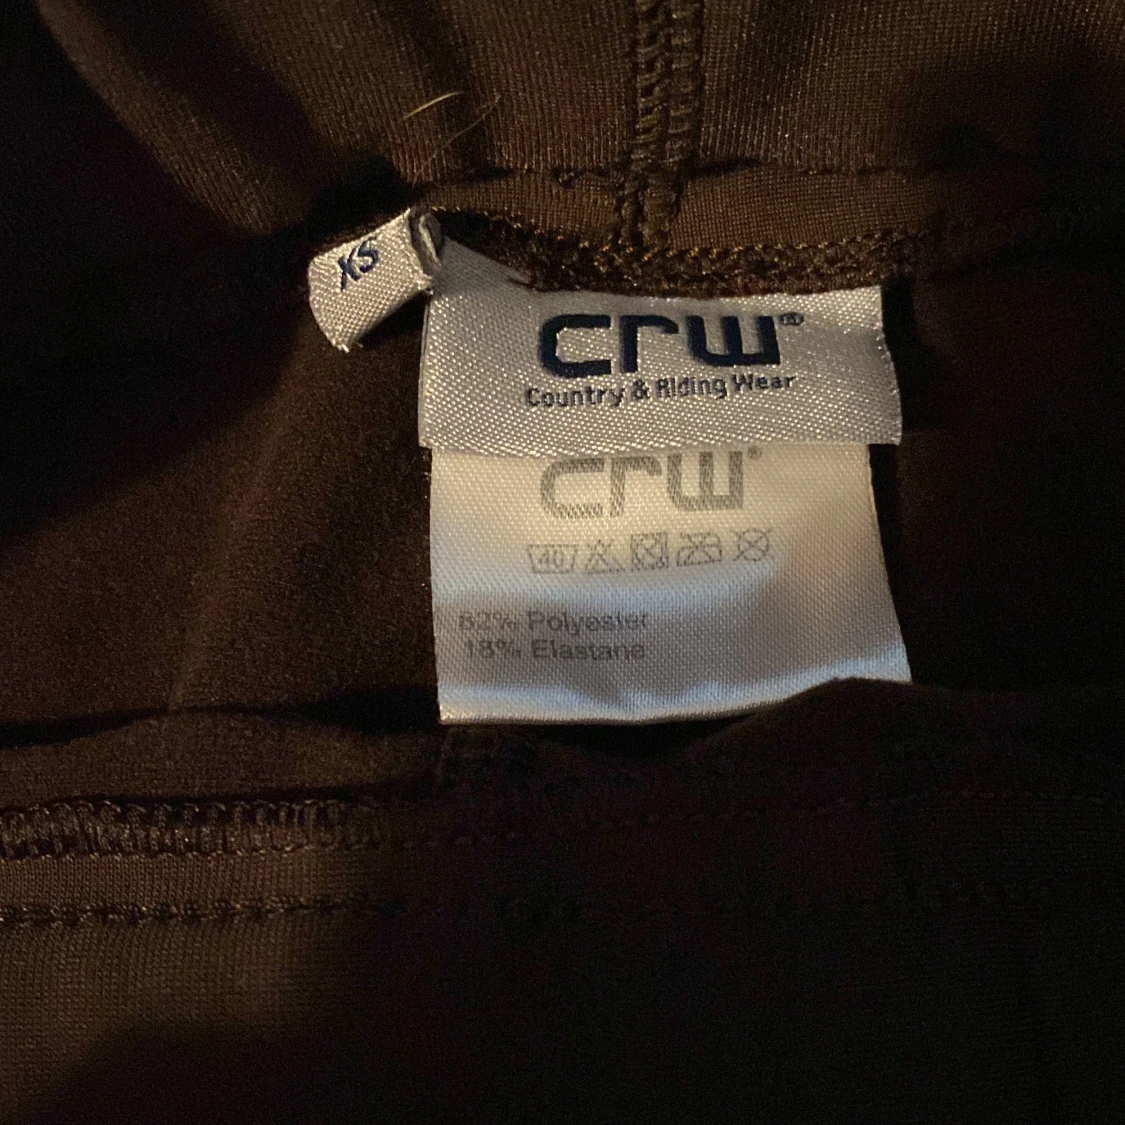 XS
crw®
Country & Riding Wear
crw®
40
82% Polyester
18% Elastane